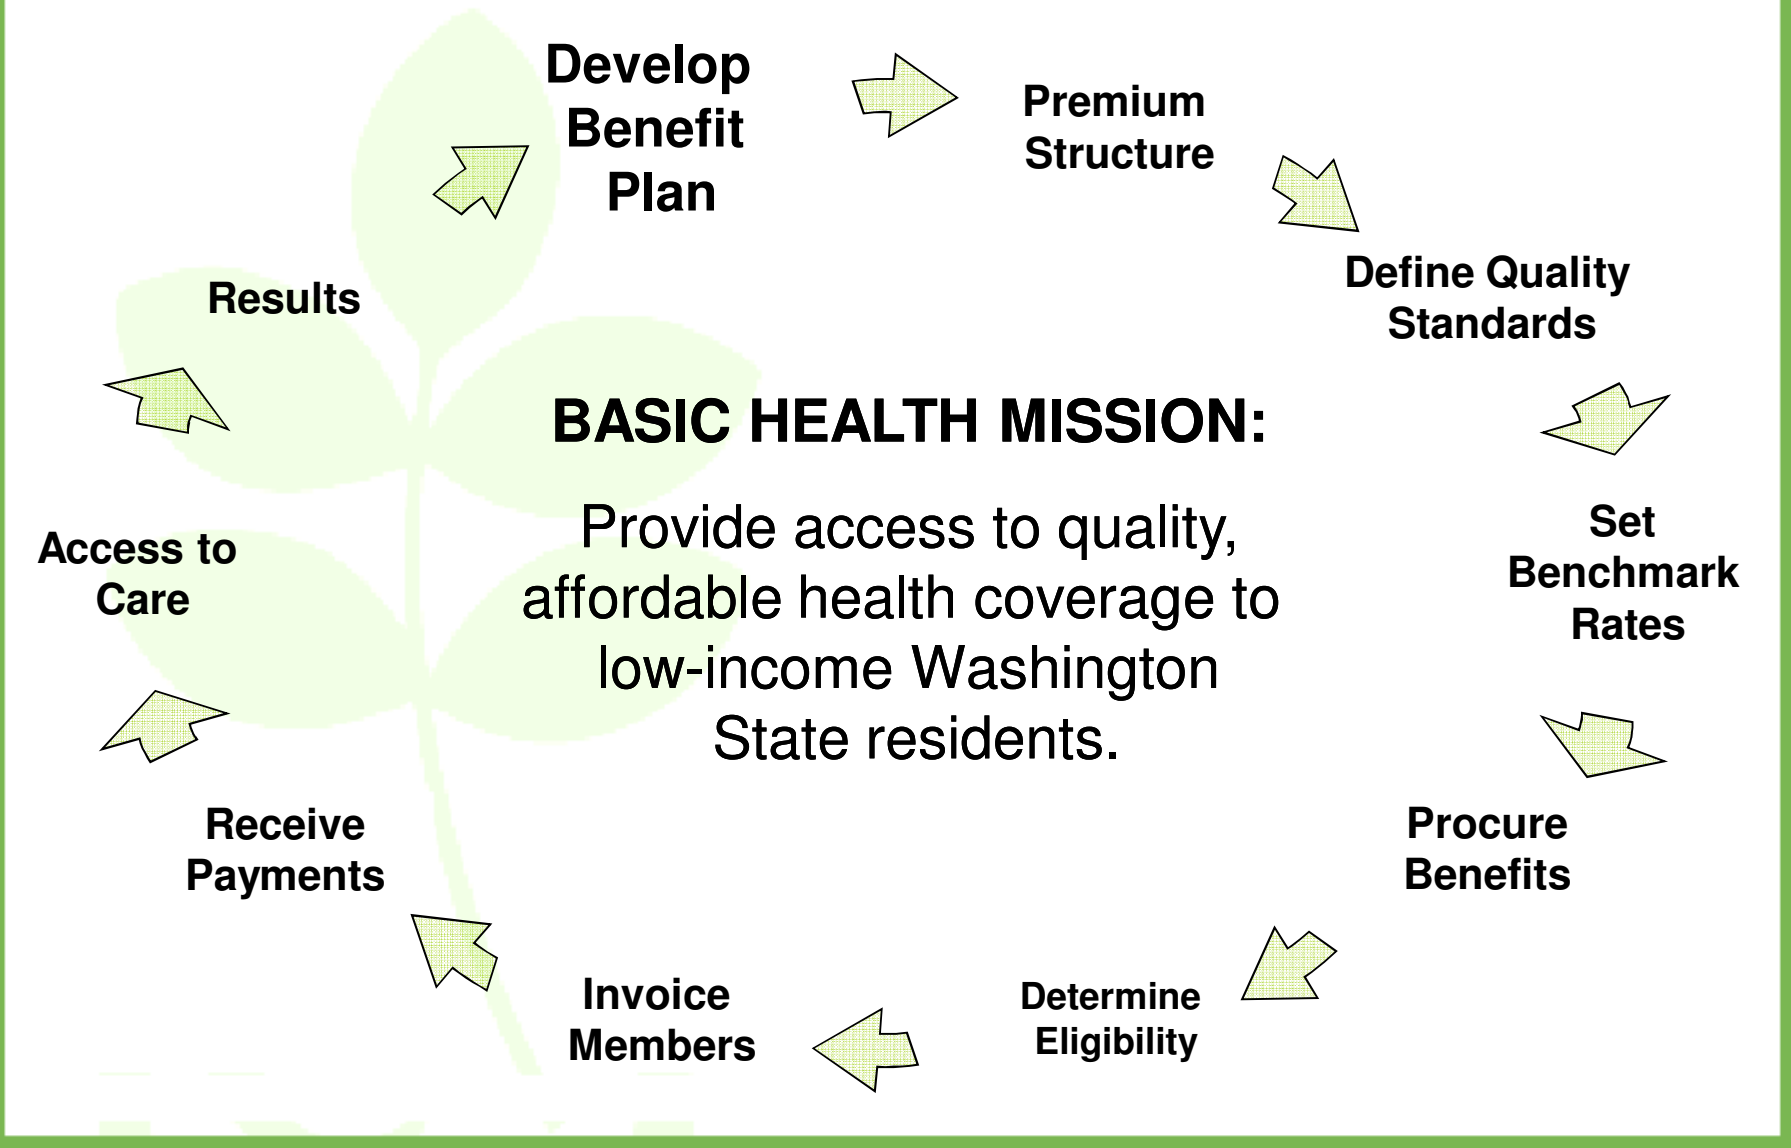 Develop
Benefit
Plan
Premium
Structure
Define Quality
Standards
Set
Benchmark
Rates
Procure
Benefits
Determine
Eligibility
Invoice
Members
Receive
Payments
Access to
Care
Results
BASIC HEALTH MISSION:
Provide access to quality,
affordable health coverage to
low-income Washington
State residents.